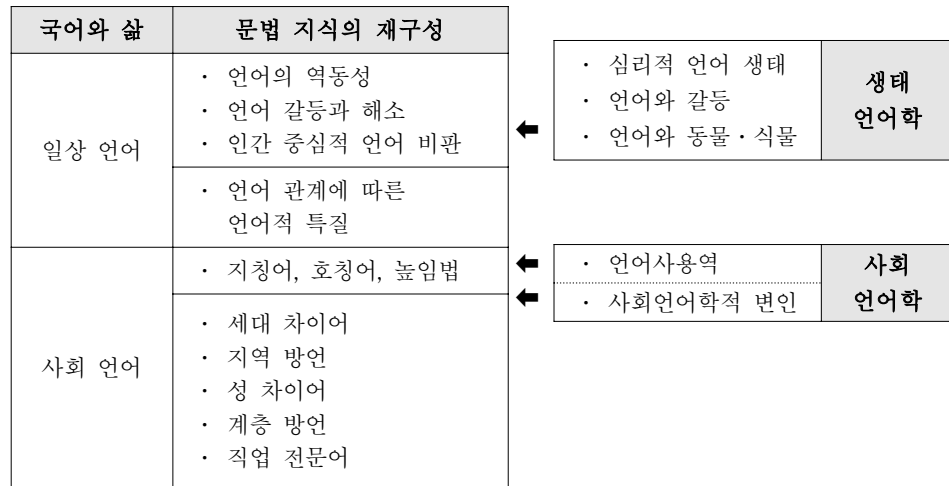 국어와 삶
문법 지식의 재구성
일상 언어
· 언어의 역동성
· 언어 갈등과 해소
· 인간 중심적 언어 비판
· 언어 관계에 따른
언어적 특질
사회 언어
· 지칭어, 호칭어, 높임법
· 세대 차이어
· 지역 방언
· 성 차이어
· 계층 방언
· 직업 전문어
· 심리적 언어 생태
· 언어와 갈등
· 언어와 동물·식물
생태
언어학
· 언어사용역
· 사회언어학적 변인
사회
언어학